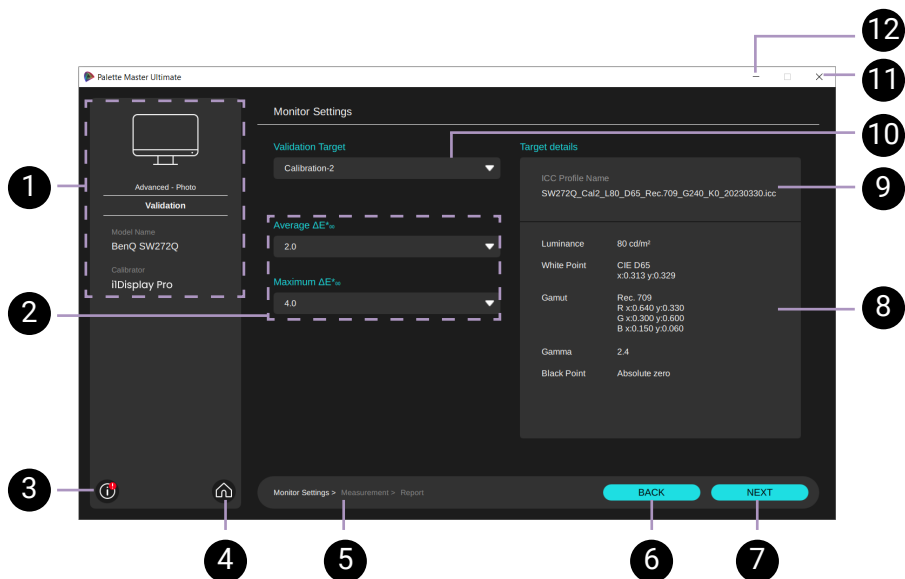 12
Palette Master Ultimate
11
Monitor Settings
10
Validation Target
Target details
Calibration-2
ICC Profile Name
9
SW272Q_Cal2_L80_D65_Rec.709_G240_K0_20230330.icc
1
Advanced - Photo
Validation
Average ΔE*₀₀
Model Name
BenQ SW272Q
2.0
Luminance 80 cd/m²
Calibrator
i1Display Pro
White Point CIE D65
x:0.313 y:0.329
Maximum ΔE*₀₀
4.0
2
Gamut Rec. 709
R x:0.640 y:0.330
G x:0.300 y:0.600
B x:0.150 y:0.060
8
Gamma 2.4
Black Point Absolute zero
3
Monitor Settings > Measurement > Report
BACK
NEXT
4
5
6
7